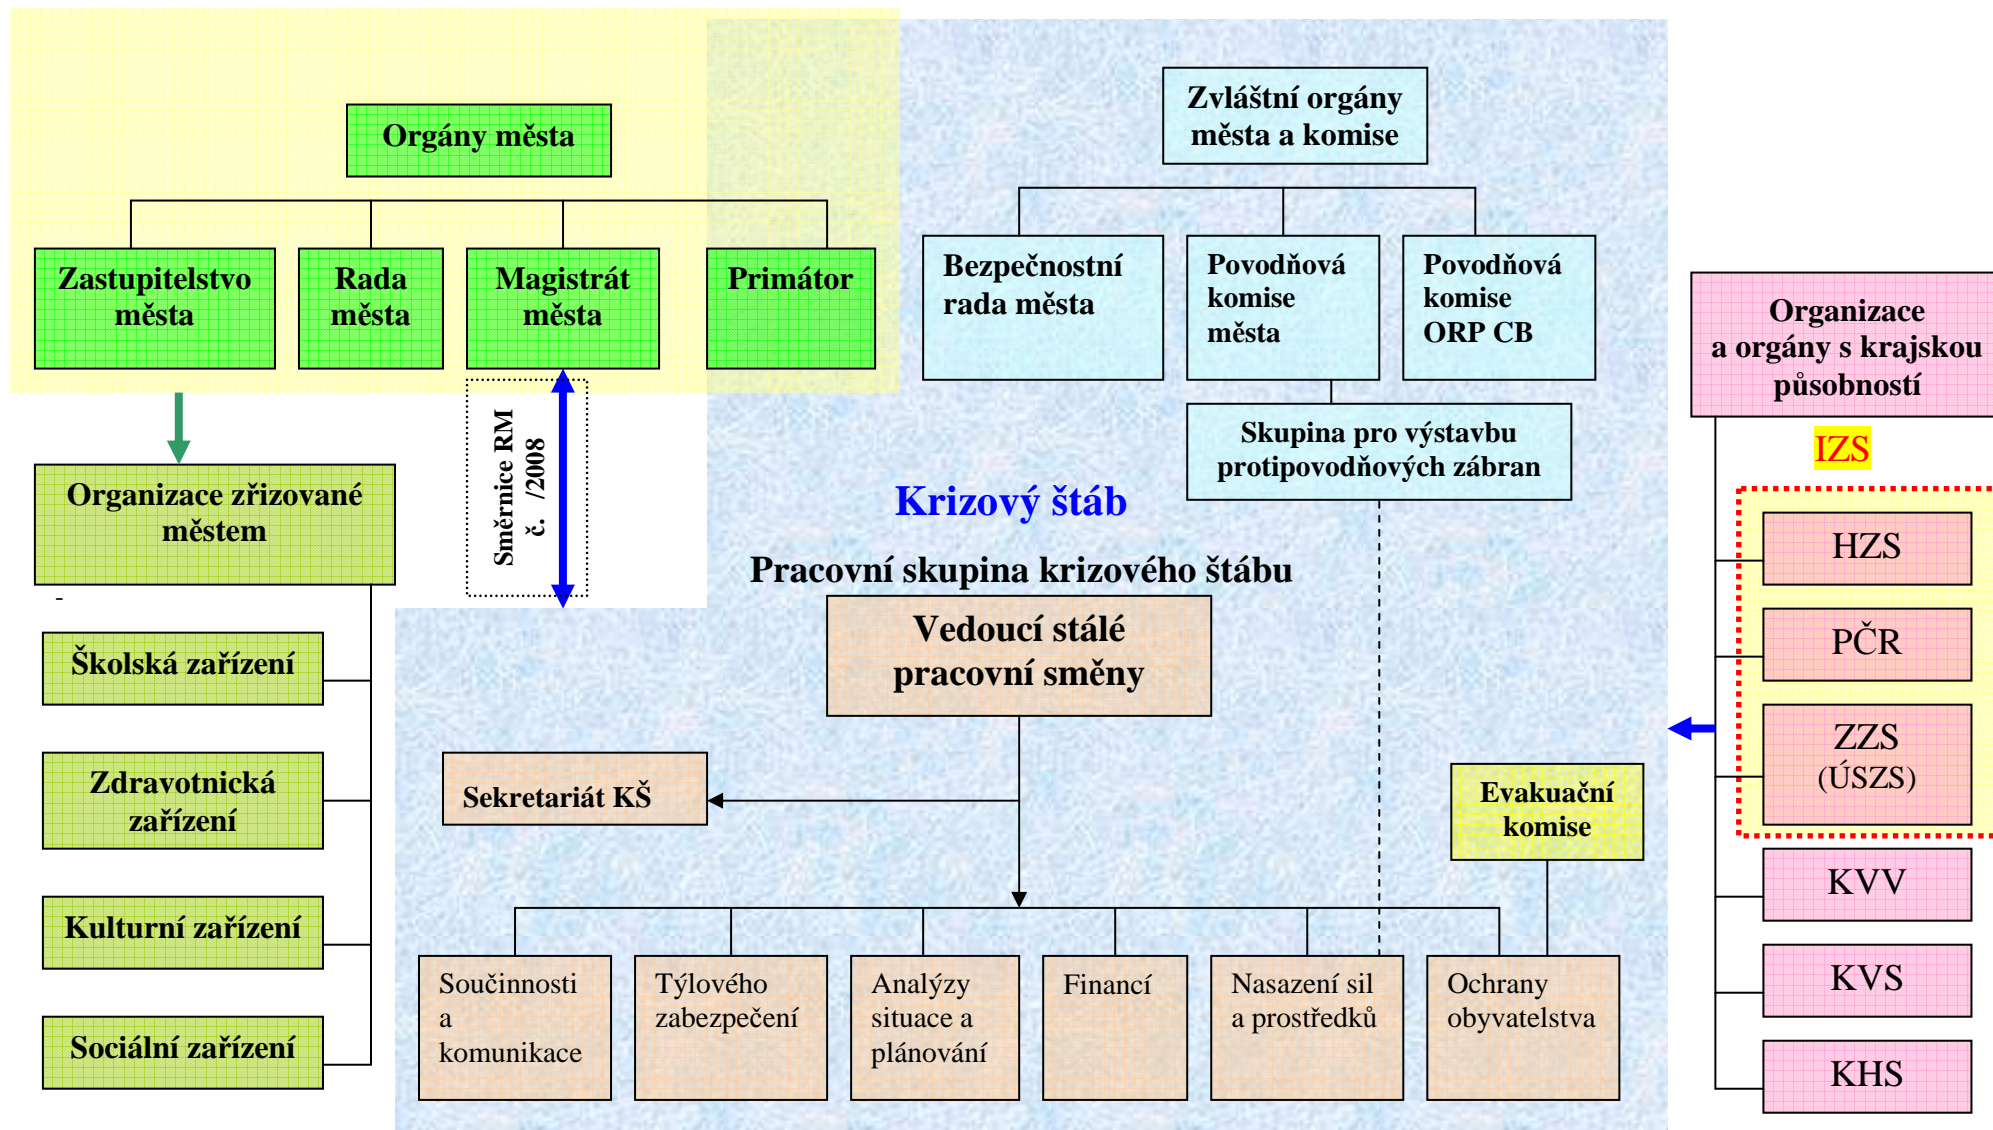 Orgány města
Zastupitelstvo
města
Rada
města
Magistrát
města
Primátor
Směrnice RM
č.   /2008
Organizace zřizované
městem
-
Školská zařízení
Zdravotnická
zařízení
Kulturní zařízení
Sociální zařízení
Zvláštní orgány
města a komise
Bezpečnostní
rada města
Povodňová
komise
města
Povodňová
komise
ORP CB
Skupina pro výstavbu
protipovodňových zábran
Krizový štáb
Pracovní skupina krizového štábu
Vedoucí stálé
pracovní směny
Sekretariát KŠ
Evakuační
komise
Součinnosti
a
komunikace
Týlového
zabezpečení
Analýzy
situace a
plánování
Financí
Nasazení sil
a prostředků
Ochrany
obyvatelstva
Organizace
a orgány s krajskou
působností
IZS
HZS
PČR
ZZS
(ÚSZS)
KVV
KVS
KHS